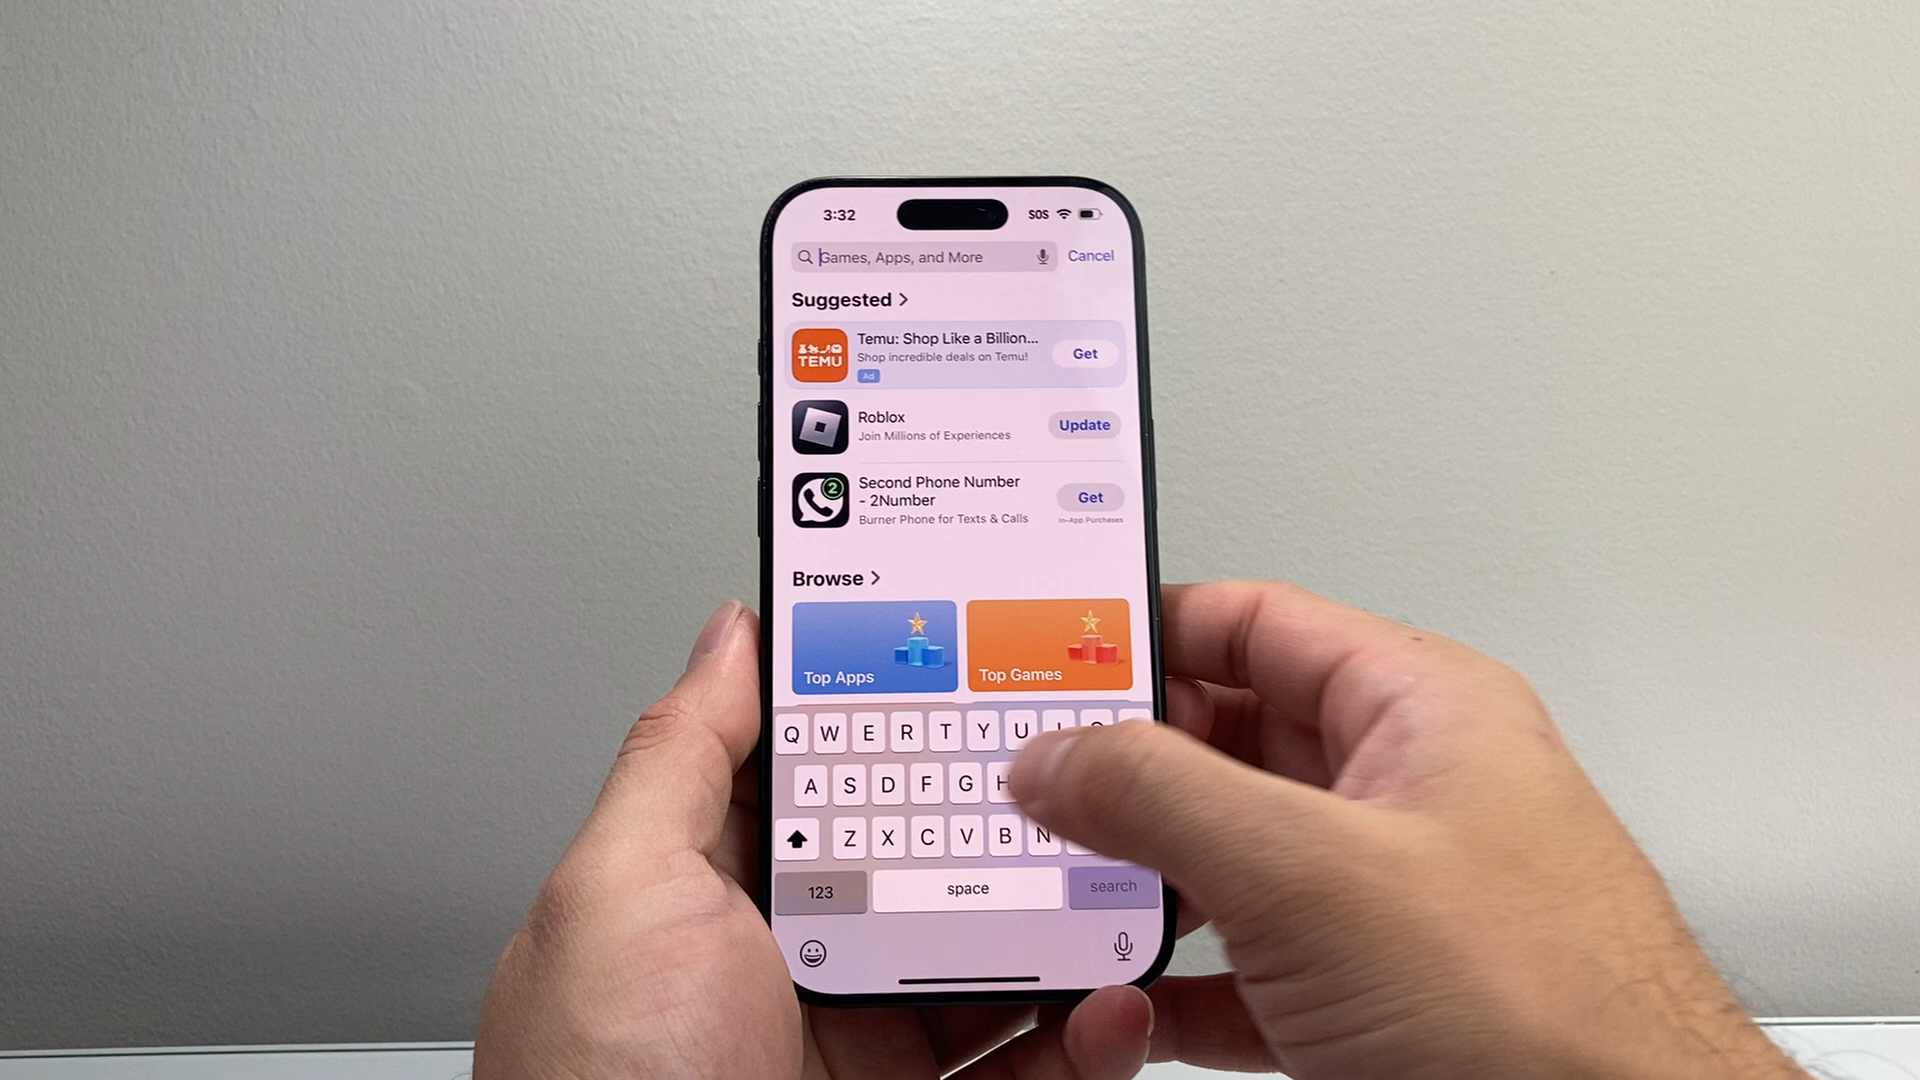 3:32 SOS
Games, Apps, and More Cancel
Suggested >
TEMU
Temu: Shop Like a Billion...
Shop incredible deals on Temu!
Ad
Get
Roblox
Join Millions of Experiences
Update
2
Second Phone Number
- 2Number
Burner Phone for Texts & Calls
Get
In-App Purchases
Browse >
Top Apps
Top Games
Q W E R T Y U
A S D F G H
Z X C V B N
123 space search